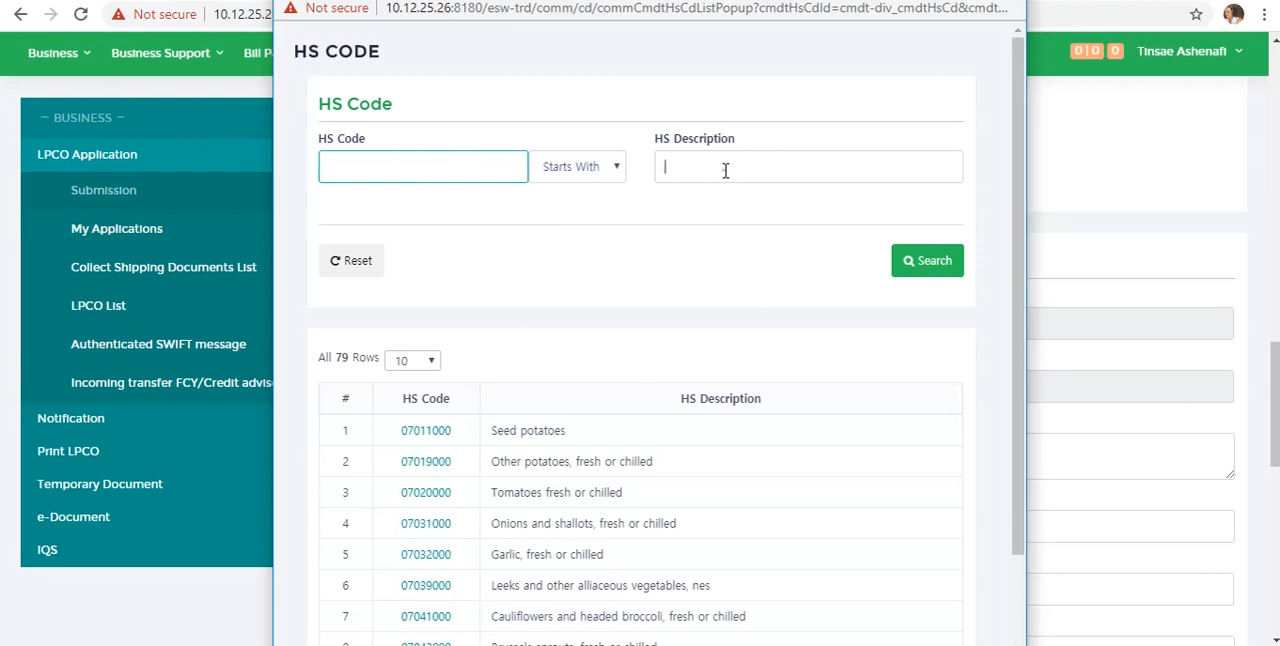 Not secure 10.12.25.
Not secure 10.12.25.26:8180/esw-trd/comm/cd/commCmdtHsCdListPopup?cmdtHsCdId=cmdt-div_cmdtHsCd&cmdt...
Business Business Support Bill P
0 | 0 0 Tinsae Ashenafi
— BUSINESS —
LPCO Application
Submission
My Applications
Collect Shipping Documents List
LPCO List
Authenticated SWIFT message
Incoming transfer FCY/Credit advise
Notification
Print LPCO
Temporary Document
e-Document
IQS
HS CODE
HS Code
HS Code HS Description
Starts With
Reset Search
All 79 Rows 10
# HS Code HS Description
1 07011000 Seed potatoes
2 07019000 Other potatoes, fresh or chilled
3 07020000 Tomatoes fresh or chilled
4 07031000 Onions and shallots, fresh or chilled
5 07032000 Garlic, fresh or chilled
6 07039000 Leeks and other alliaceous vegetables, nes
7 07041000 Cauliflowers and headed broccoli, fresh or chilled